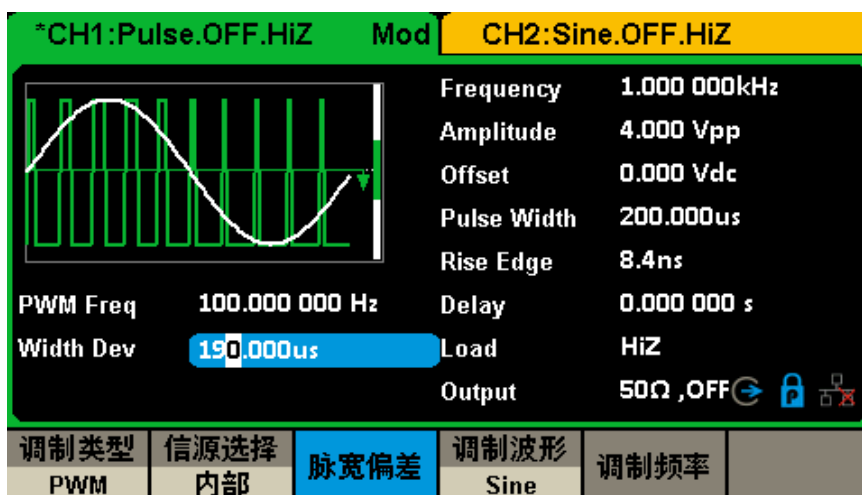 *CH1:Pulse.OFF.HiZ Mod CH2:Sine.OFF.HiZ
Frequency 1.000 000kHz
Amplitude 4.000 Vpp
Offset 0.000 Vdc
Pulse Width 200.000us
Rise Edge 8.4ns
PWM Freq 100.000 000 Hz Delay 0.000 000 s
Width Dev 190.000us Load HiZ
Output 50Ω ,OFF P
调制类型 信源选择 脉宽偏差 调制波形 调制频率
PWM 内部 Sine